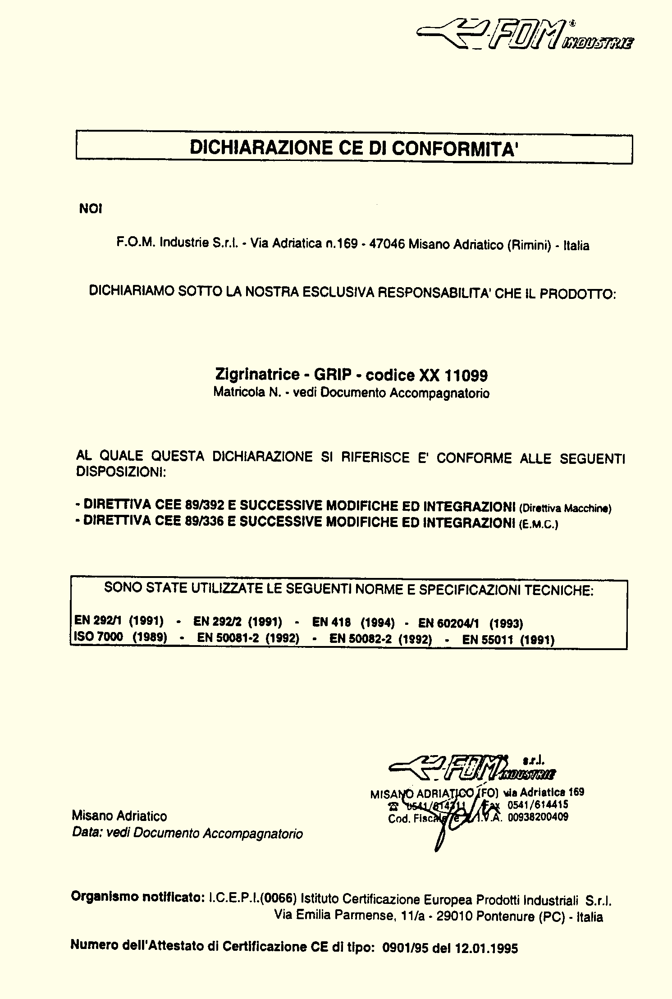 FOM® INDUSTRIE
DICHIARAZIONE CE DI CONFORMITA'
NOI
F.O.M. Industrie S.r.l. - Via Adriatica n.169 - 47046 Misano Adriatico (Rimini) - Italia
DICHIARIAMO SOTTO LA NOSTRA ESCLUSIVA RESPONSABILITA' CHE IL PRODOTTO:
Zigrinatrice - GRIP - codice XX 11099
Matricola N. - vedi Documento Accompagnatorio
AL QUALE QUESTA DICHIARAZIONE SI RIFERISCE E' CONFORME ALLE SEGUENTI
DISPOSIZIONI:
- DIRETTIVA CEE 89/392 E SUCCESSIVE MODIFICHE ED INTEGRAZIONI (Direttiva Macchine)
- DIRETTIVA CEE 89/336 E SUCCESSIVE MODIFICHE ED INTEGRAZIONI (E.M.C.)
SONO STATE UTILIZZATE LE SEGUENTI NORME E SPECIFICAZIONI TECNICHE:
EN 292/1 (1991) - EN 292/2 (1991) - EN 418 (1994) - EN 60204/1 (1993)
ISO 7000 (1989) - EN 50081-2 (1992) - EN 50082-2 (1992) - EN 55011 (1991)
FOM INDUSTRIE s.r.l.
MISANO ADRIATICO (FO) via Adriatica 169
☎ Fax 0541/614415
Cod. Fiscale e P. I.V.A. 00938200409
Misano Adriatico
Data: vedi Documento Accompagnatorio
Organismo notificato: I.C.E.P.I.(0066) Istituto Certificazione Europea Prodotti Industriali S.r.l.
Via Emilia Parmense, 11/a - 29010 Pontenure (PC) - Italia
Numero dell'Attestato di Certificazione CE di tipo: 0901/95 del 12.01.1995